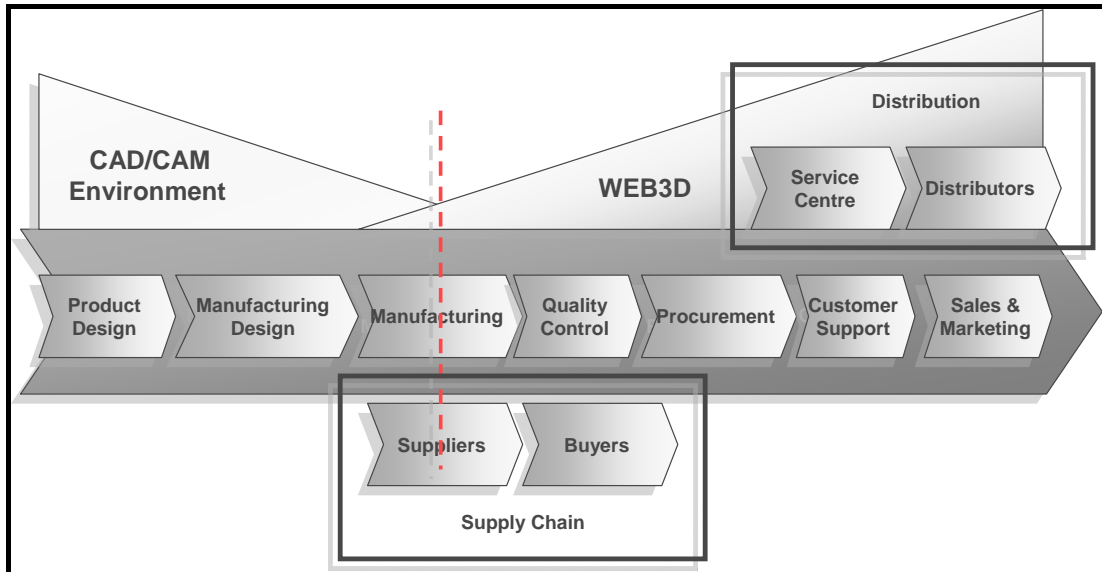 Distribution
CAD/CAM
Environment
WEB3D
Service
Centre
Distributors
Product
Design
Manufacturing
Design
Manufacturing
Quality
Control
Procurement
Customer
Support
Sales &
Marketing
Suppliers
Buyers
Supply Chain